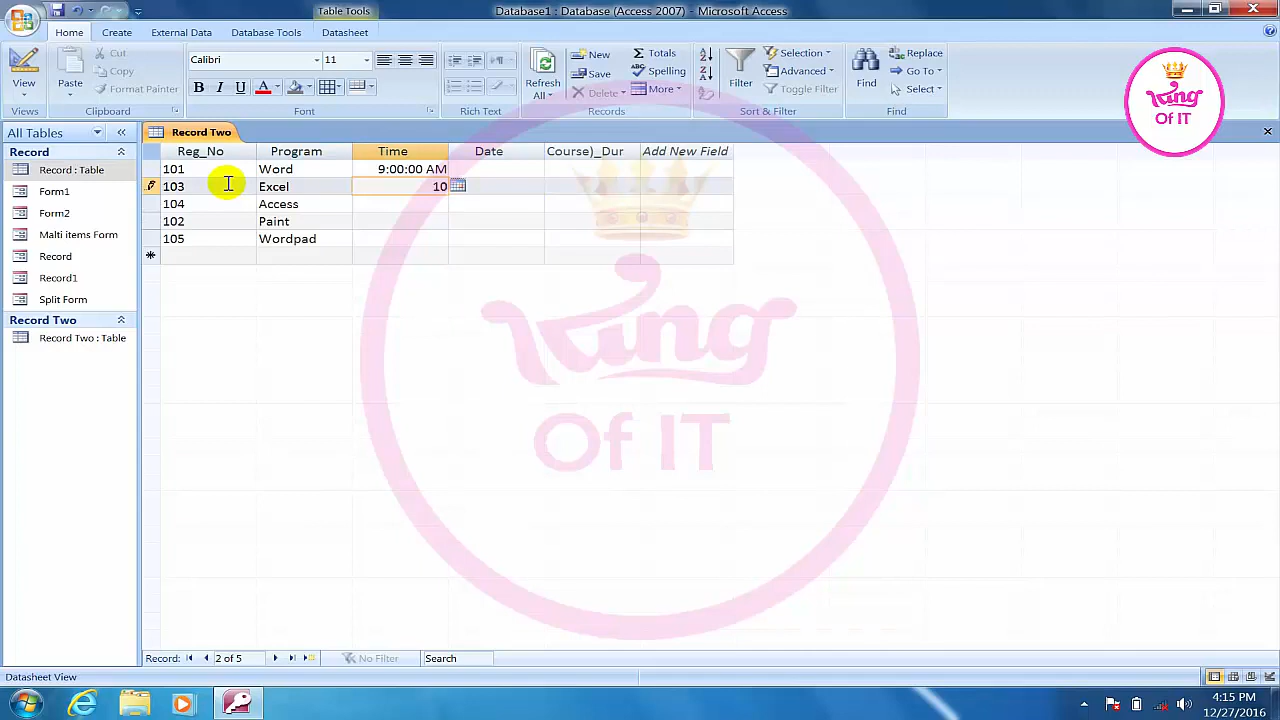 Table Tools
Database1 : Database (Access 2007) - Microsoft Access
Home Create External Data Database Tools Datasheet
View
Views
Paste
Cut
Copy
Format Painter
Clipboard
Calibri 11
B I U A
Font
Rich Text
Refresh All
New
Save
Delete
Totals
Spelling
More
Records
Filter
Selection
Advanced
Toggle Filter
Sort & Filter
Find
Replace
Go To
Select
Find
King
Of IT
All Tables
Record
Record : Table
Form1
Form2
Malti items Form
Record
Record1
Split Form
Record Two
Record Two : Table
Record Two
Reg_No Program Time Date Course)_Dur Add New Field
101 Word 9:00:00 AM
103 Excel 10
104 Access
102 Paint
105 Wordpad
King
Of IT
Record: 2 of 5 No Filter Search
Datasheet View
4:15 PM
12/27/2016